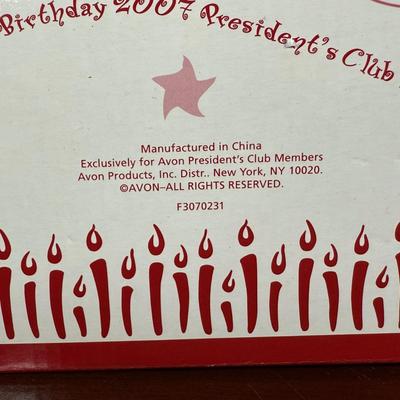 Birthday 2007 President's Club
Manufactured in China
Exclusively for Avon President's Club Members
Avon Products, Inc. Distr.. New York, NY 10020.
©AVON–ALL RIGHTS RESERVED.
F3070231